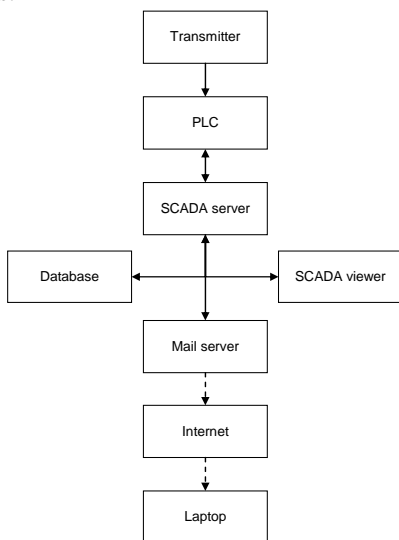 Transmitter
PLC
SCADA server
Database
SCADA viewer
Mail server
Internet
Laptop